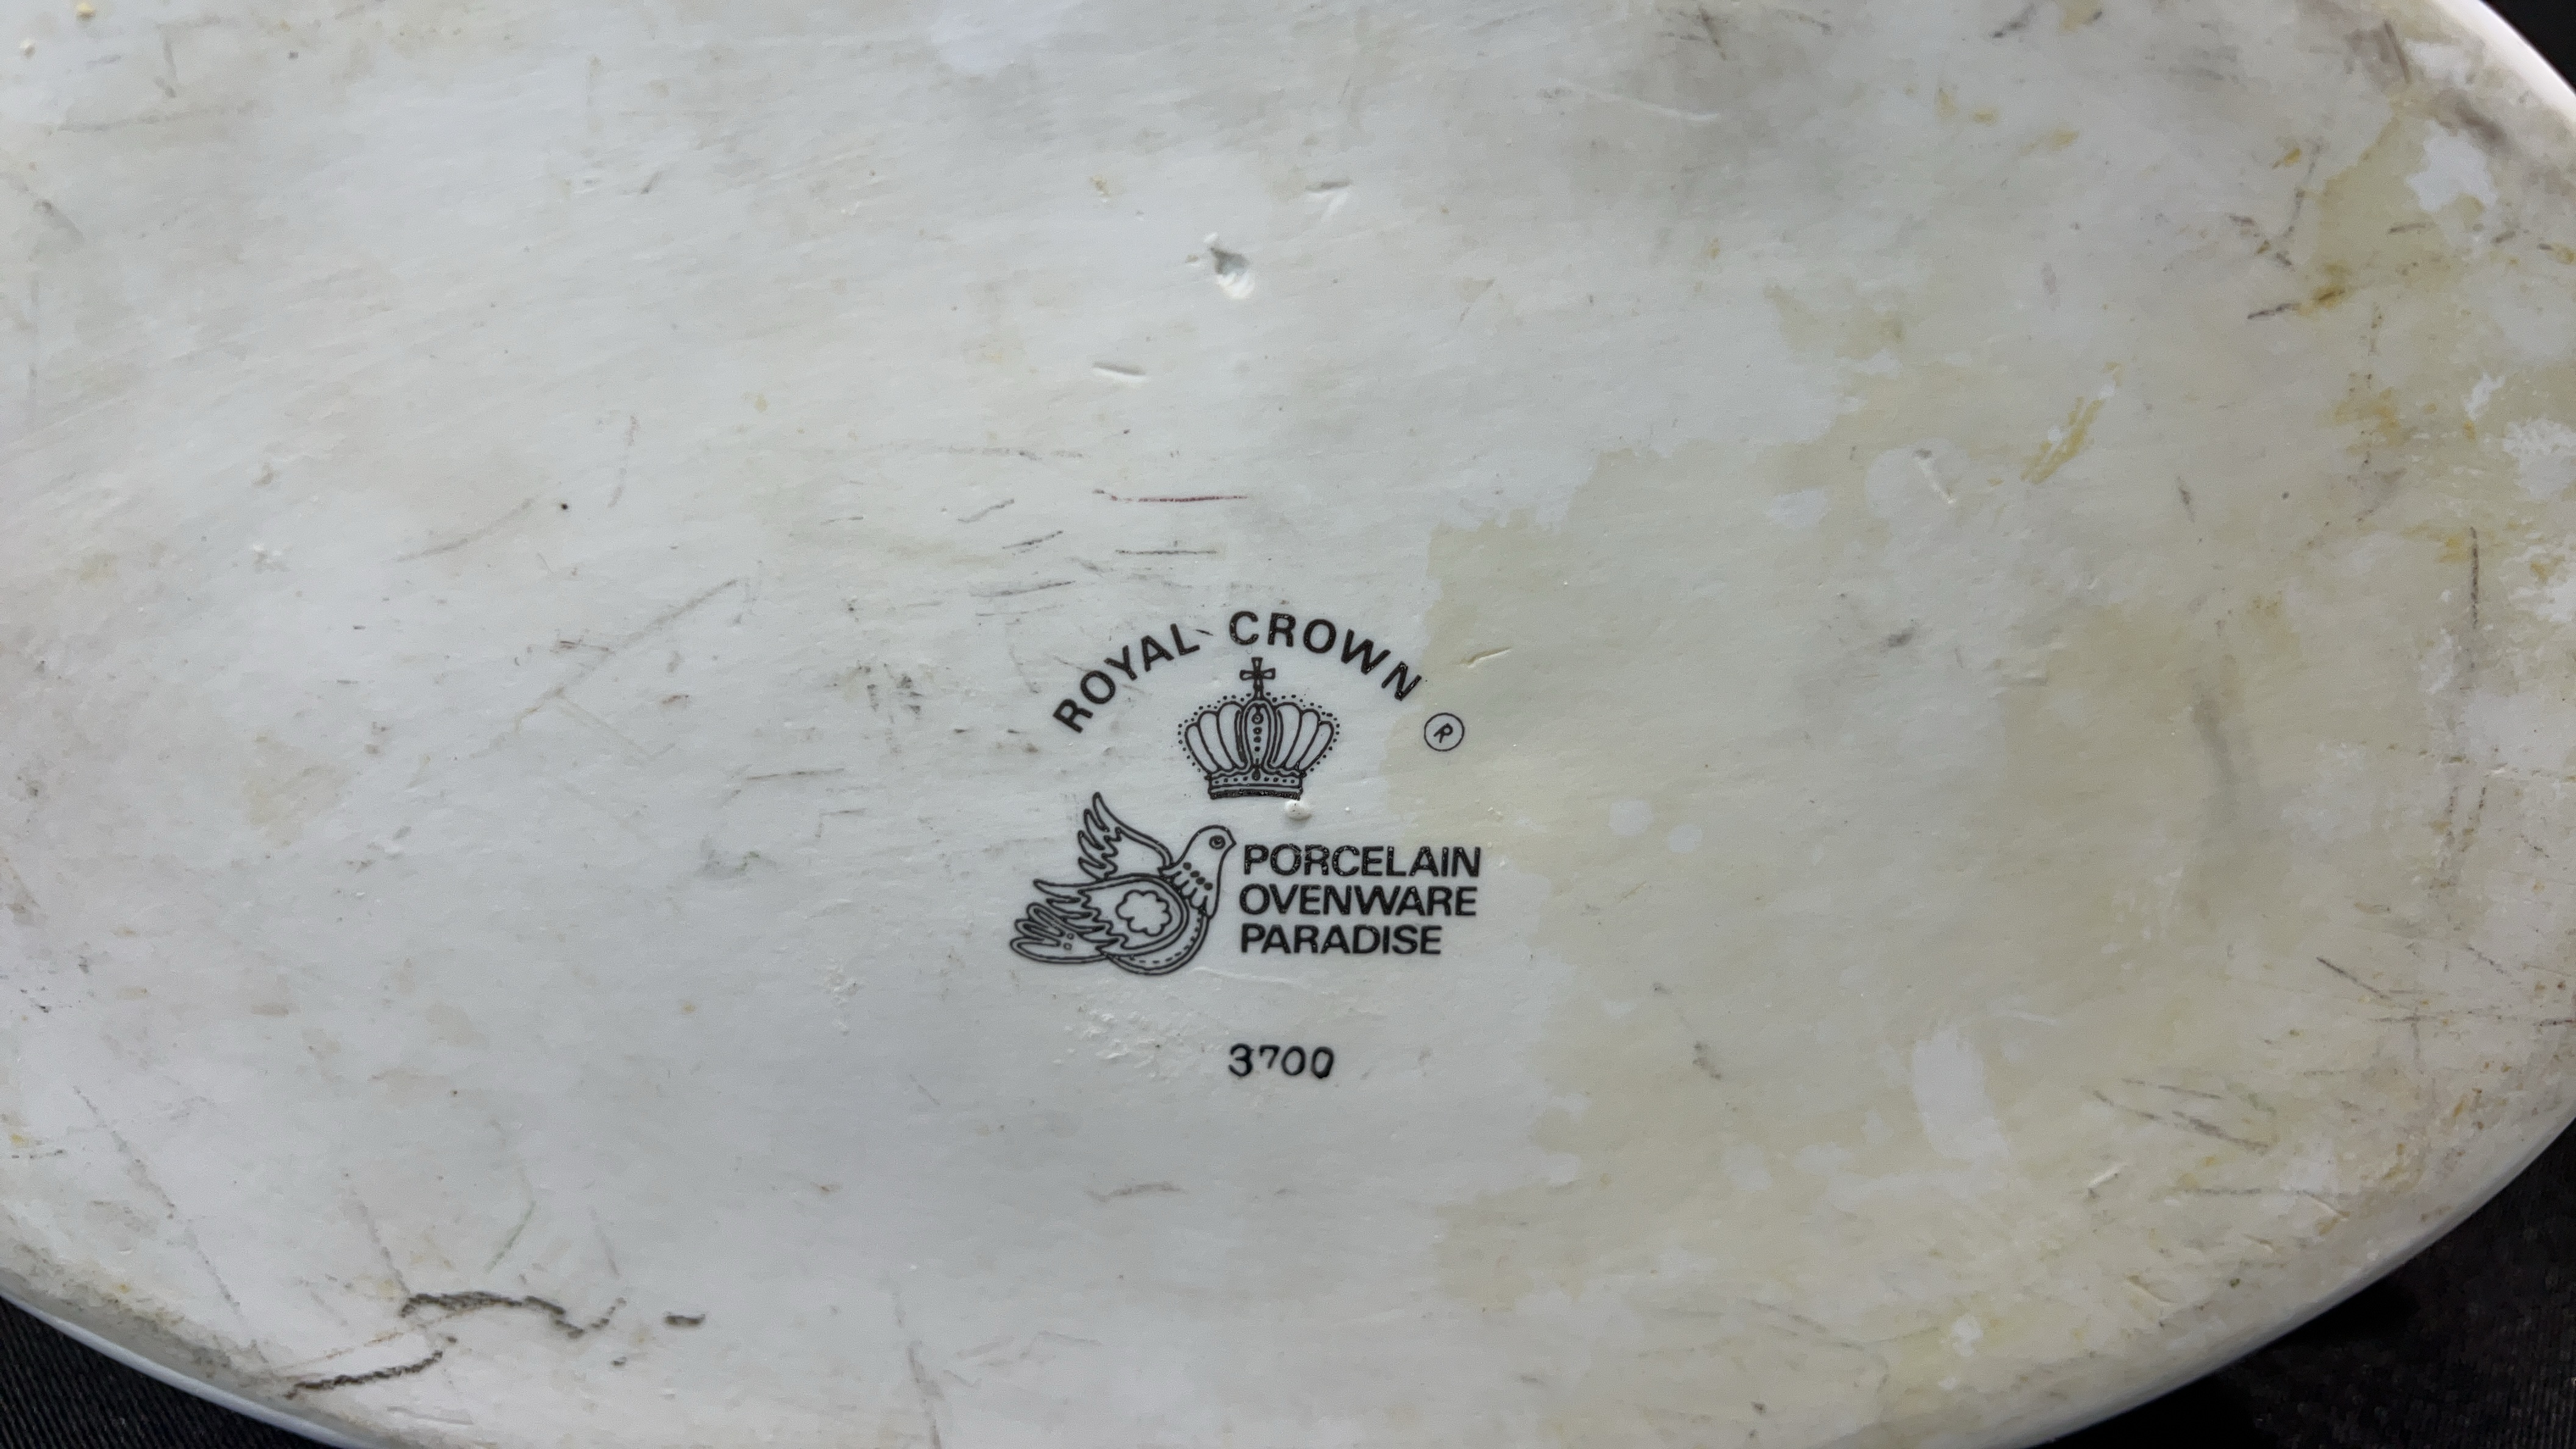 ROYAL CROWN
®
PORCELAIN
OVENWARE
PARADISE
3700